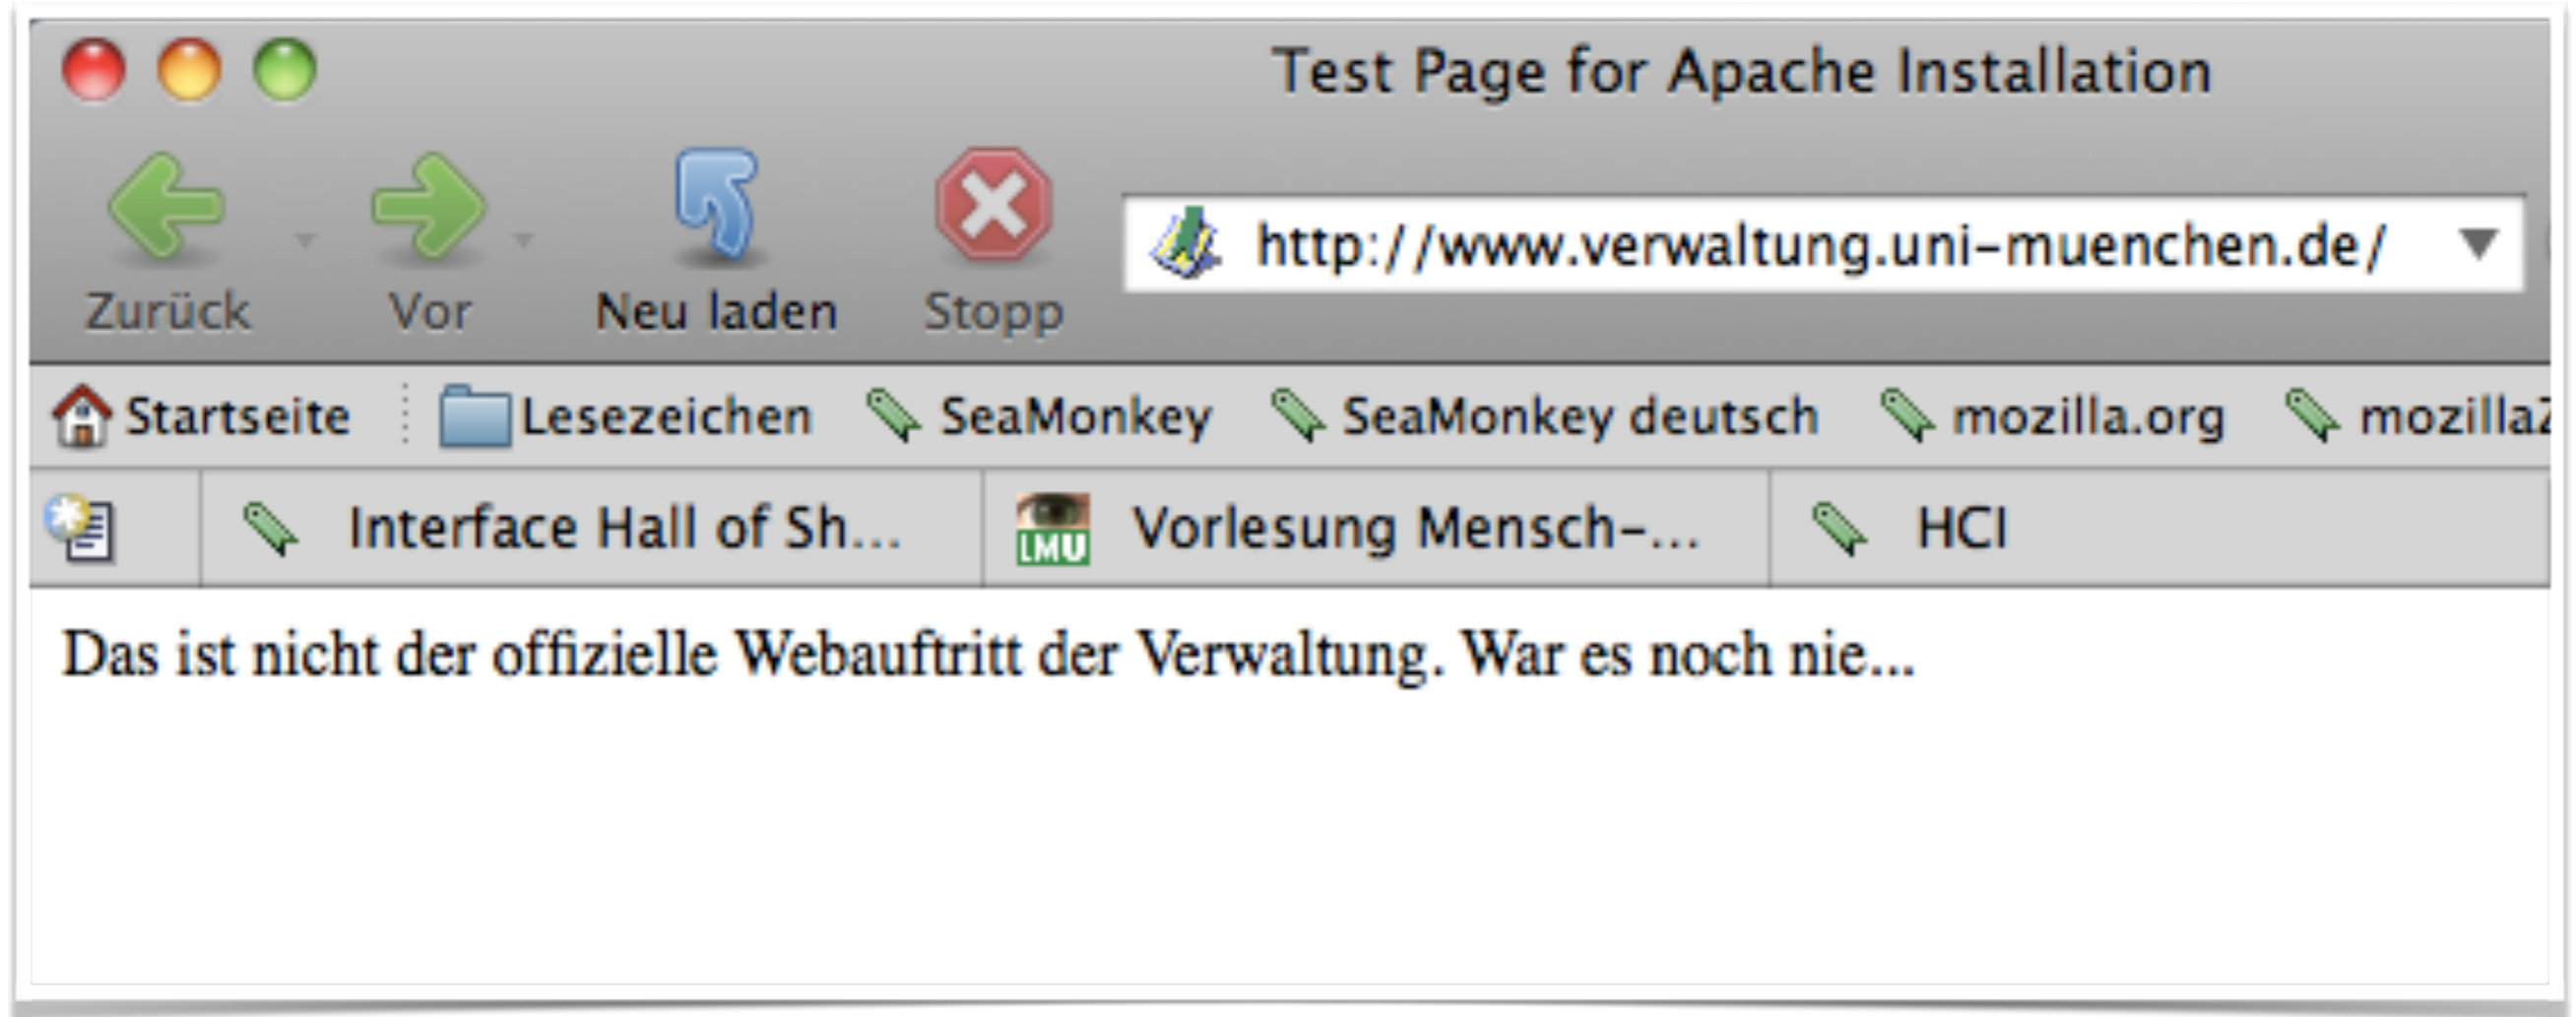 Test Page for Apache Installation
http://www.verwaltung.uni-muenchen.de/
Zurück Vor Neu laden Stopp
Startseite Lesezeichen SeaMonkey SeaMonkey deutsch mozilla.org mozillaZ
Interface Hall of Sh... LMU Vorlesung Mensch-... HCI
Das ist nicht der offizielle Webauftritt der Verwaltung. War es noch nie...